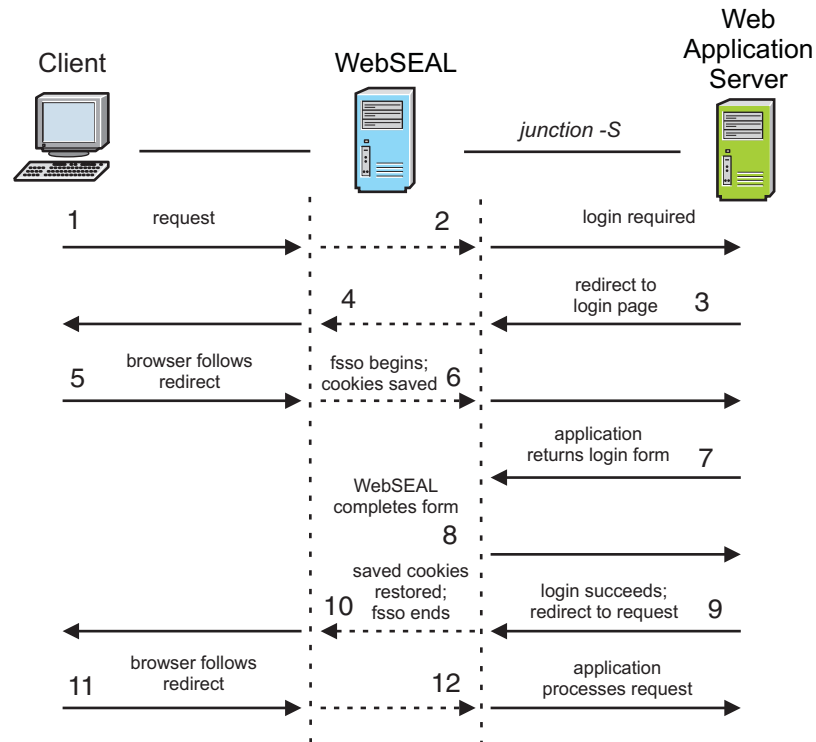 Client
WebSEAL
Web
Application
Server
junction -S
1
request
2
login required
redirect to
login page
3
4
5
browser follows
redirect
fsso begins;
cookies saved
6
application
returns login form
7
WebSEAL
completes form
8
saved cookies
restored;
fsso ends
10
login succeeds;
redirect to request
9
11
browser follows
redirect
12
application
processes request